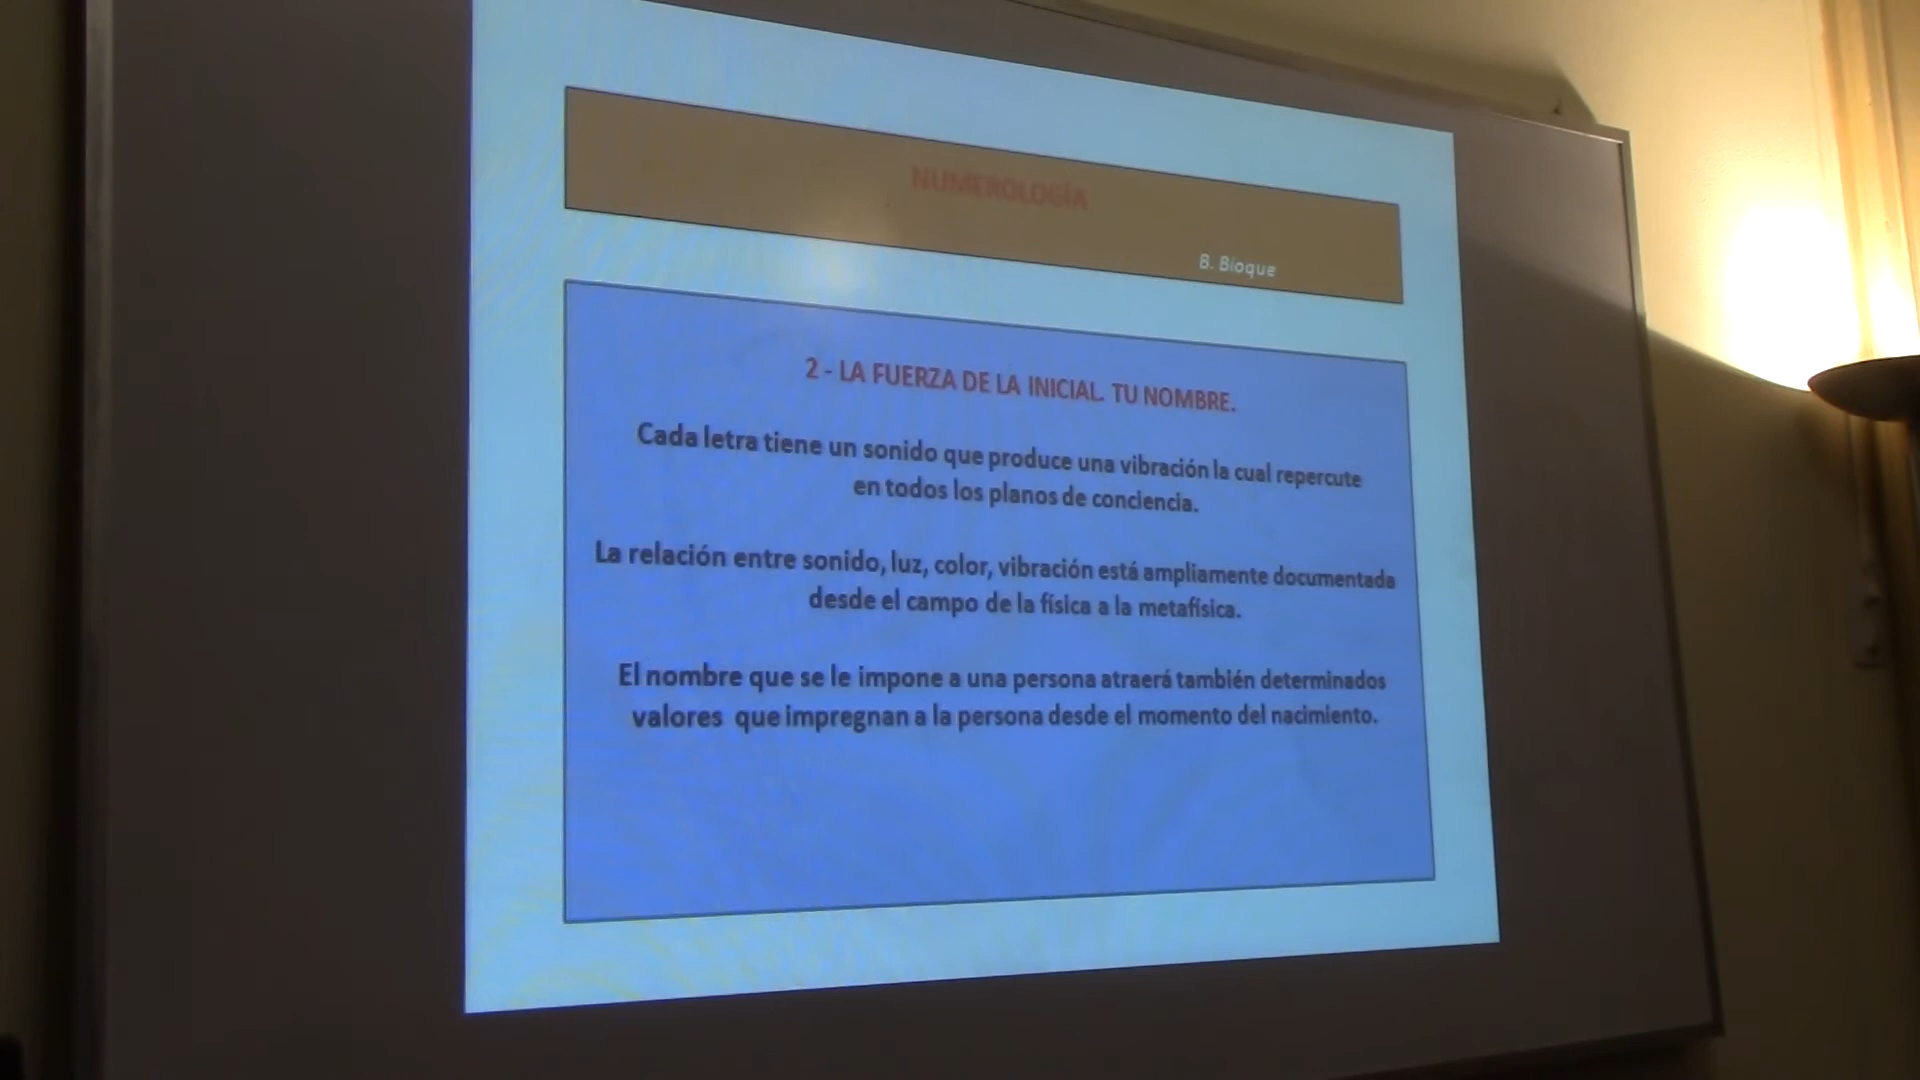 NUMEROLOGÍA
B. Bioque
2 - LA FUERZA DE LA INICIAL. TU NOMBRE.
Cada letra tiene un sonido que produce una vibración la cual repercute
en todos los planos de conciencia.
La relación entre sonido, luz, color, vibración está ampliamente documentada
desde el campo de la física a la metafísica.
El nombre que se le impone a una persona atraerá también determinados
valores que impregnan a la persona desde el momento del nacimiento.